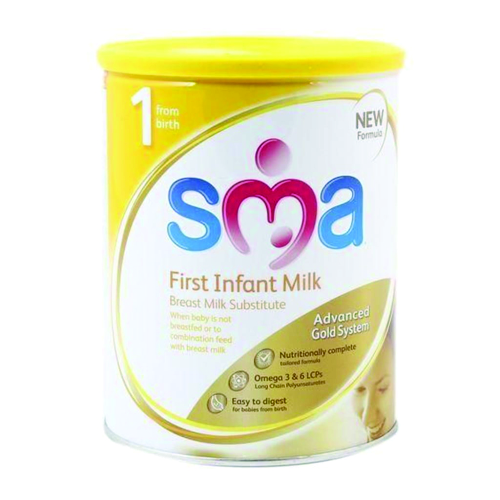 1 from
birth
NEW
Formula
sma
First Infant Milk
Breast Milk Substitute
When baby is not
breastfed or to
combination feed
with breast milk
Advanced
Gold System
Nutritionally complete
tailored formula
Omega 3 & 6 LCPs
Long Chain Polyunsaturates
Easy to digest
for babies from birth